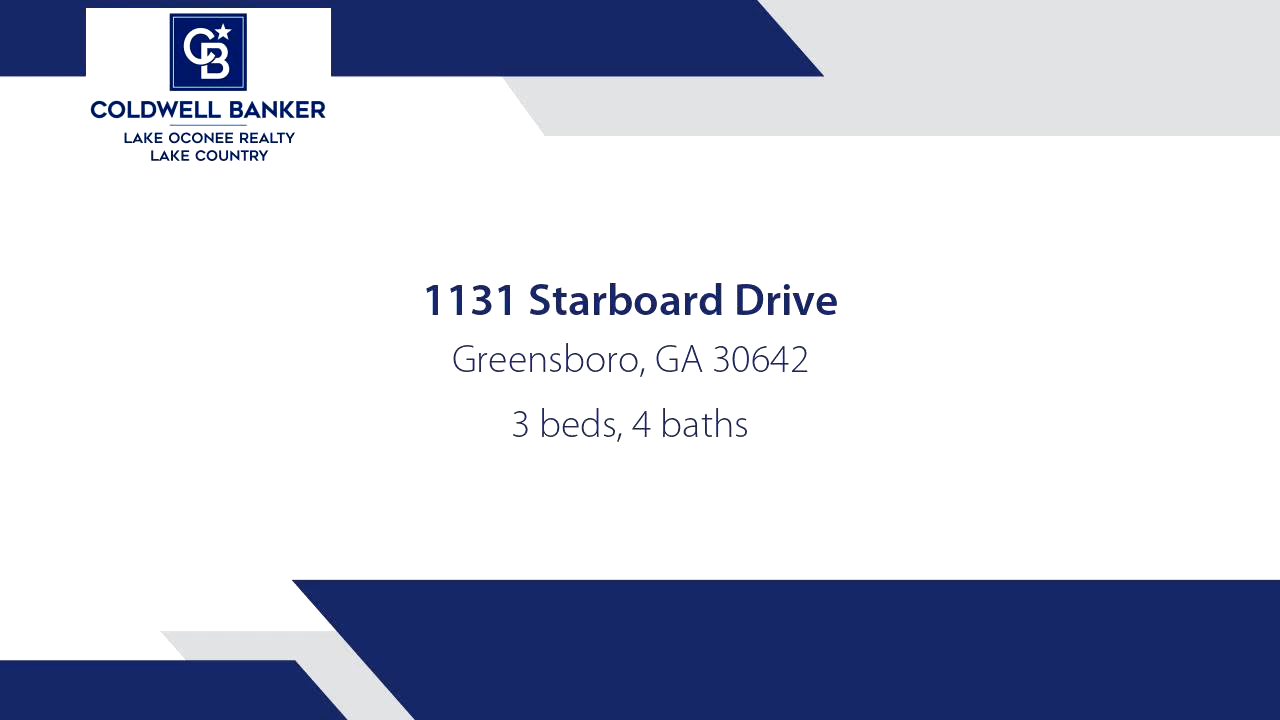 CB
COLDWELL BANKER
LAKE OCONEE REALTY
LAKE COUNTRY
1131 Starboard Drive
Greensboro, GA 30642
3 beds, 4 baths